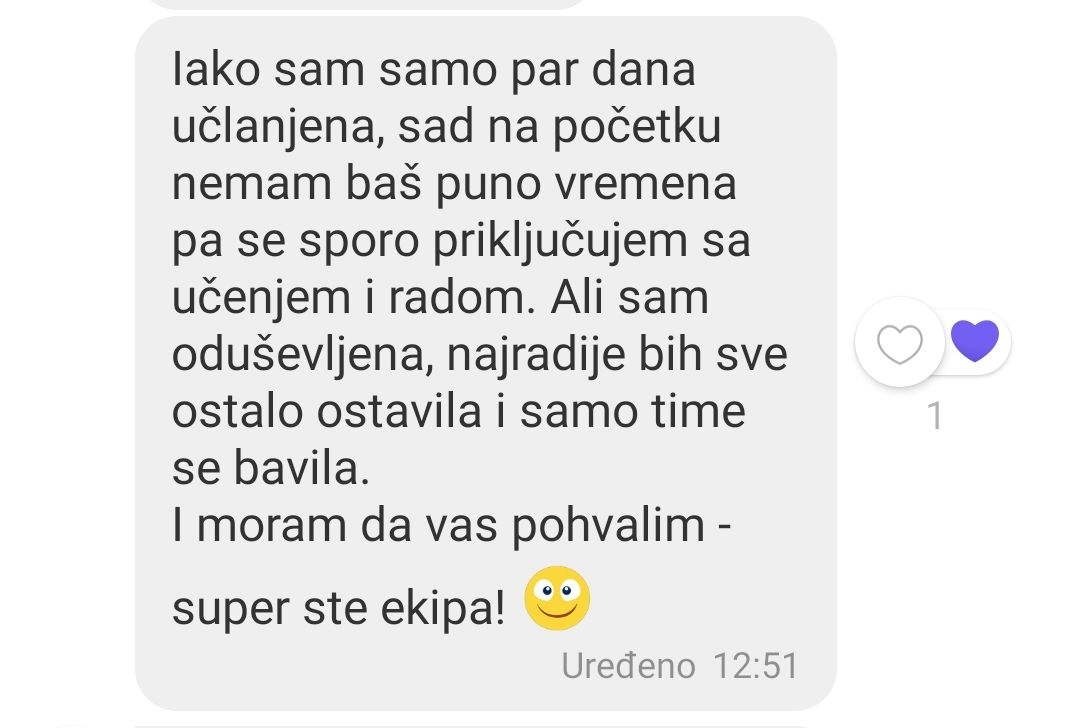 Iako sam samo par dana
učlanjena, sad na početku
nemam baš puno vremena
pa se sporo priključujem sa
učenjem i radom. Ali sam
oduševljena, najradije bih sve
ostalo ostavila i samo time
se bavila.
I moram da vas pohvalim -
super ste ekipa! 
Uređeno 12:51
1